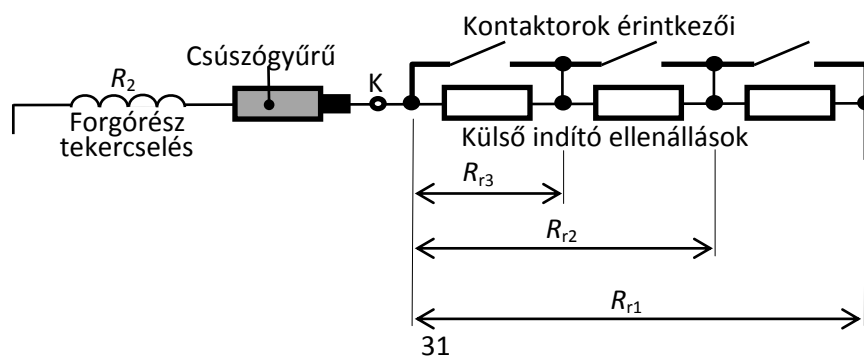 Kontaktorok érintkezői
Csúszógyűrű
R2
K
Forgórész
tekercselés
Külső indító ellenállások
Rr3
Rr2
Rr1
31